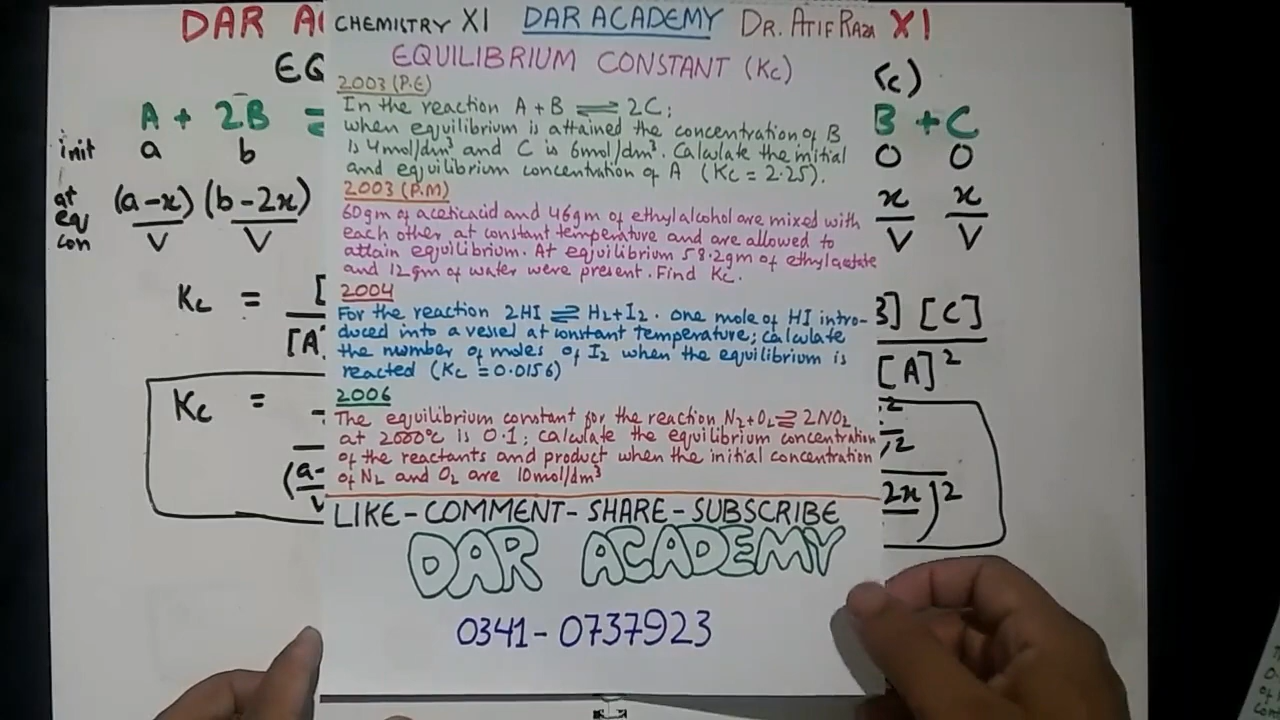 DAR
XI
CHEMISTRY XI DAR ACADEMY DR. ATIF RAZA
EQUILIBRIUM CONSTANT (Kc)
2003 (P.E)
In the reaction A + B ⇌ 2C;
when equilibrium is attained the concentration of B
is 4mol/dm³ and C is 6mol/dm³. Calculate the initial
and equilibrium concentration of A (Kc = 2.25).
2003 (P.M)
60gm of aceticacid and 46gm of ethylalcohol are mixed with
each other at constant temperature and are allowed to
attain equilibrium. At equilibrium 58.2gm of ethylacetate
and 12gm of water were present. Find Kc.
2004
For the reaction 2HI ⇌ H₂+I₂. one mole of HI intro-
duced into a vessel at constant temperature; calculate
the number of moles of I₂ when the equilibrium is
reacted (Kc = 0.0156)
2006
The equilibrium constant for the reaction N₂+O₂⇌2NO₂
at 2000°c is 0.1; calculate the equilibrium concentration
of the reactants and product when the initial concentration
of N₂ and O₂ are 10mol/dm³
LIKE-COMMENT-SHARE-SUBSCRIBE
DAR ACADEMY
0341-0737923
A + 2B
init a b
at eq con (a-x)/V (b-2x)/V
Kc =
Kc =
B + C
0 0
x/V x/V
[C]
[A]²
2x)²